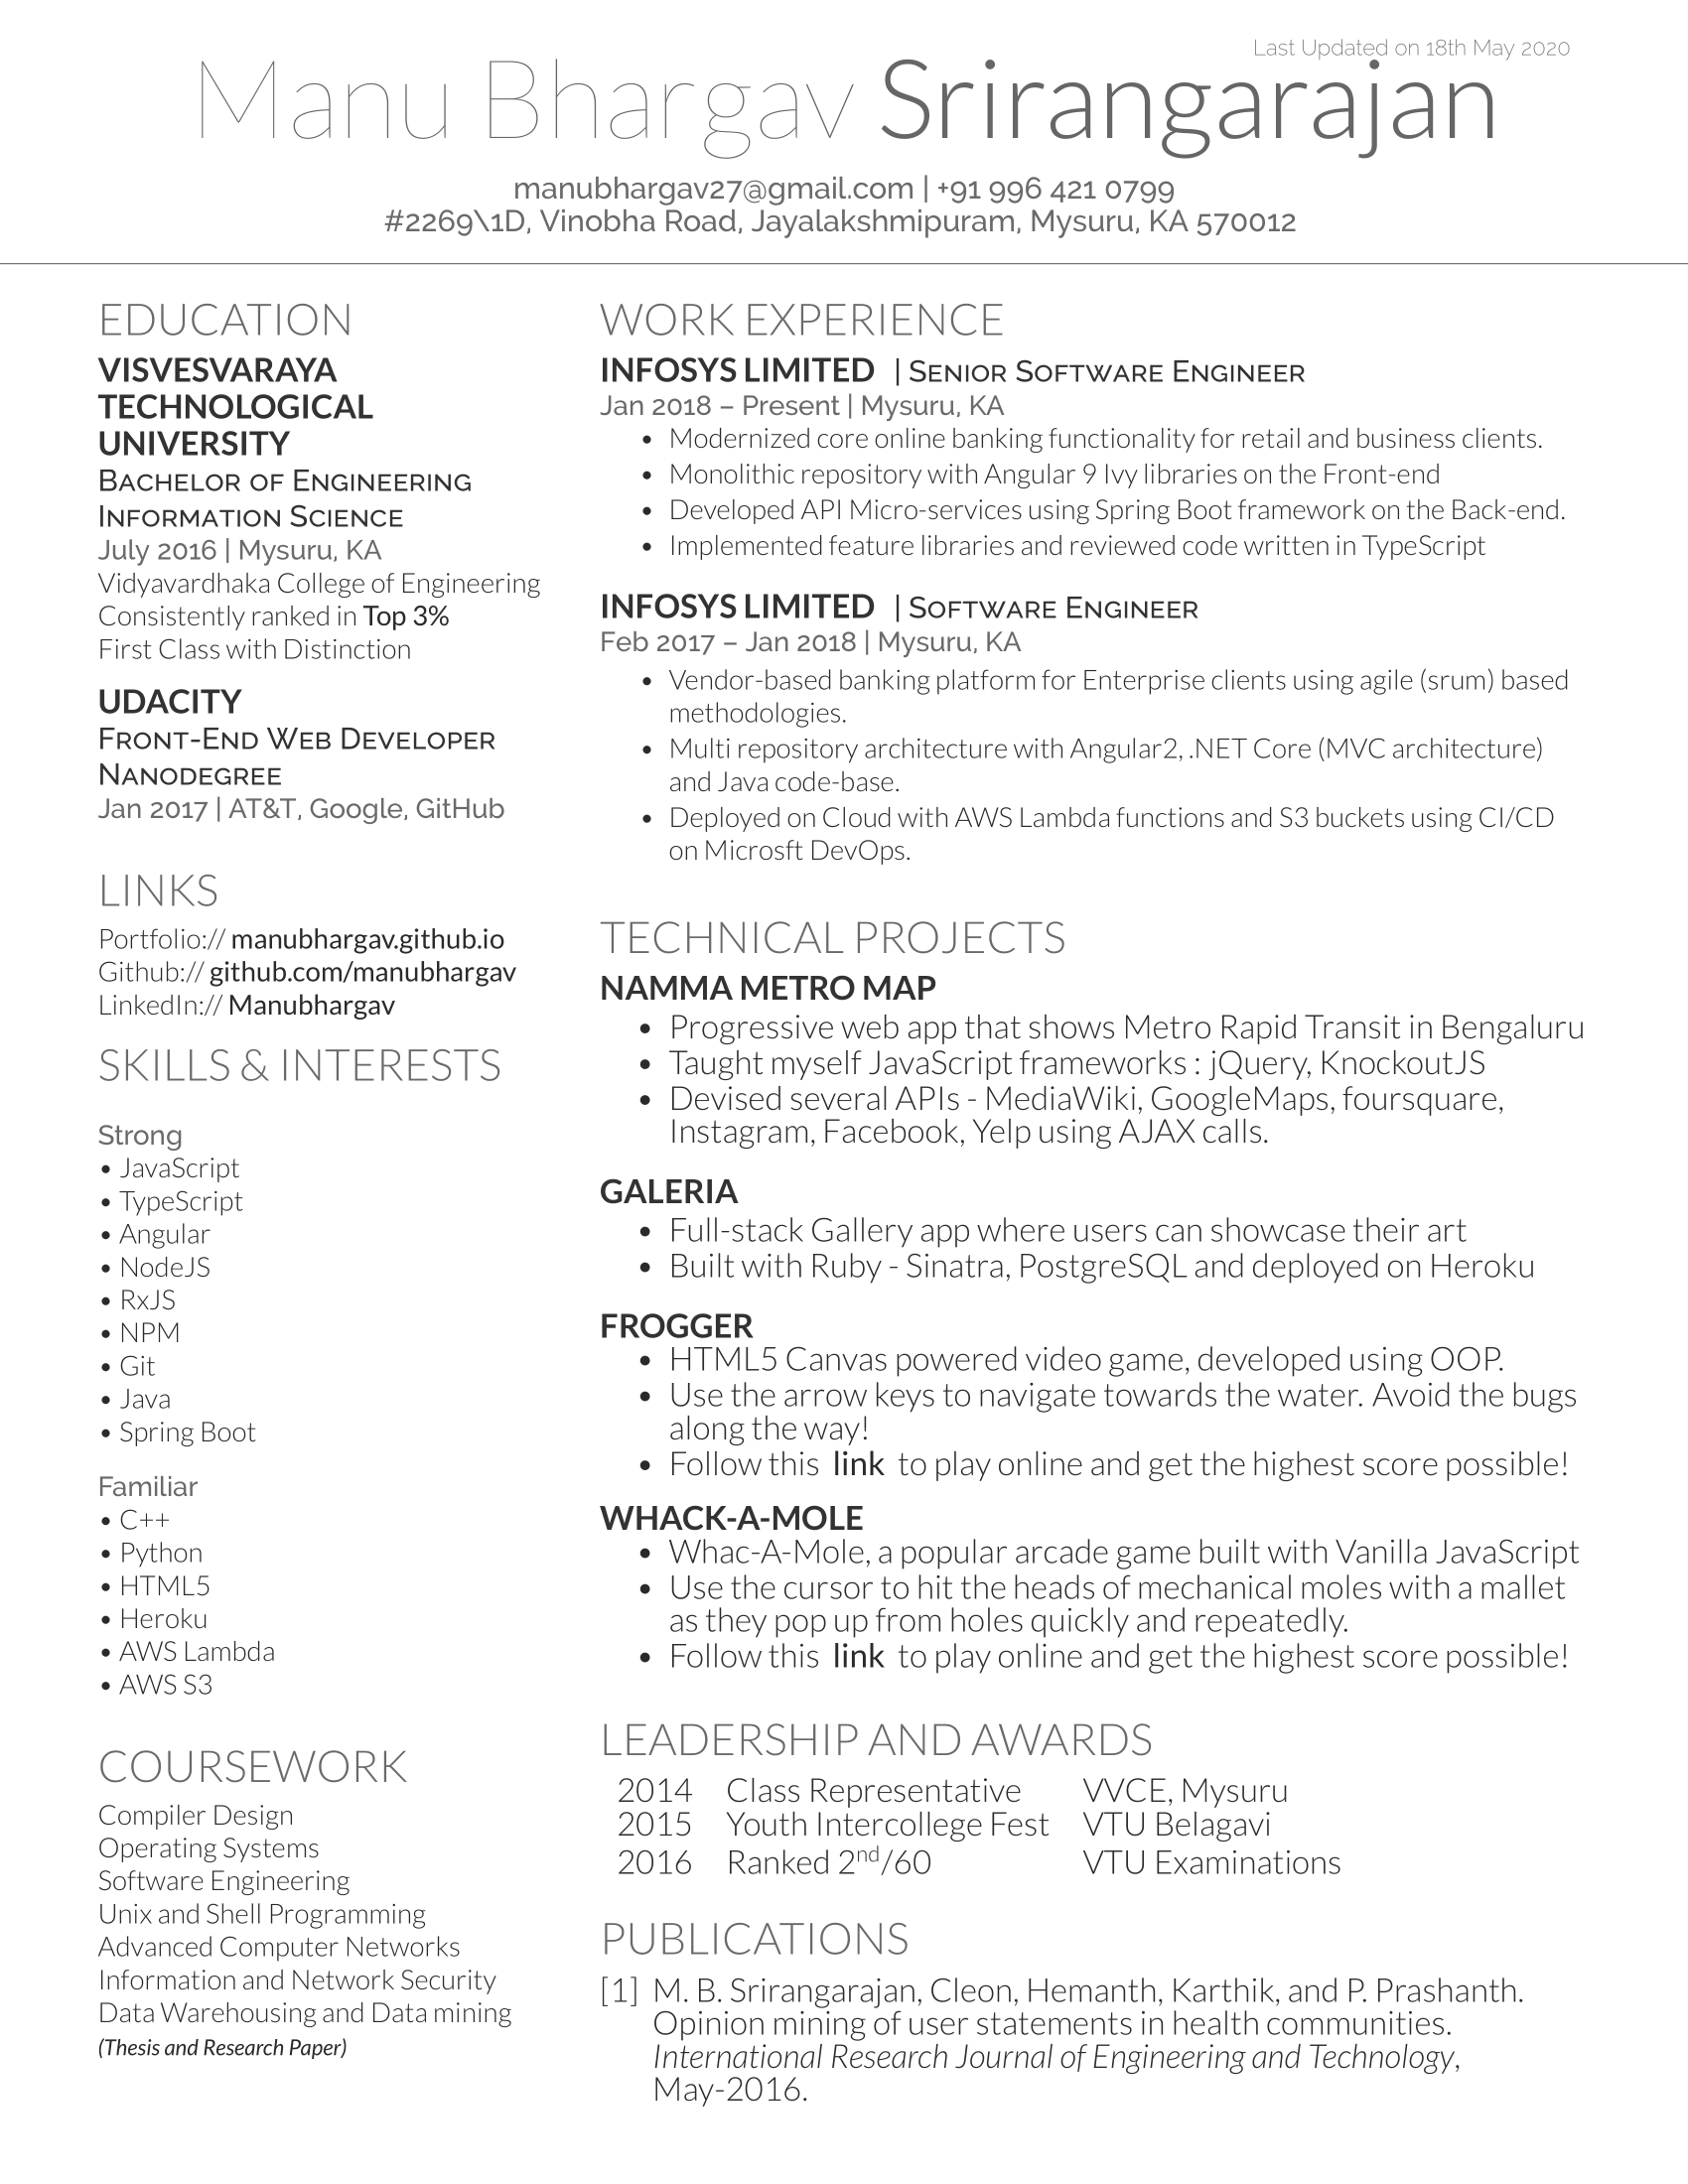 Last Updated on 18th May 2020
Manu Bhargav Srirangarajan
manubhargav27@gmail.com | +91 996 421 0799
#2269\1D, Vinobha Road, Jayalakshmipuram, Mysuru, KA 570012
EDUCATION
VISVESVARAYA
TECHNOLOGICAL
UNIVERSITY
Bachelor of Engineering
Information Science
July 2016 | Mysuru, KA
Vidyavardhaka College of Engineering
Consistently ranked in Top 3%
First Class with Distinction
UDACITY
Front-End Web Developer
Nanodegree
Jan 2017 | AT&T, Google, GitHub
LINKS
Portfolio:// manubhargav.github.io
Github:// github.com/manubhargav
LinkedIn:// Manubhargav
SKILLS & INTERESTS
Strong
• JavaScript
• TypeScript
• Angular
• NodeJS
• RxJS
• NPM
• Git
• Java
• Spring Boot
Familiar
• C++
• Python
• HTML5
• Heroku
• AWS Lambda
• AWS S3
COURSEWORK
Compiler Design
Operating Systems
Software Engineering
Unix and Shell Programming
Advanced Computer Networks
Information and Network Security
Data Warehousing and Data mining
(Thesis and Research Paper)
WORK EXPERIENCE
INFOSYS LIMITED | Senior Software Engineer
Jan 2018 – Present | Mysuru, KA
• Modernized core online banking functionality for retail and business clients.
• Monolithic repository with Angular 9 Ivy libraries on the Front-end
• Developed API Micro-services using Spring Boot framework on the Back-end.
• Implemented feature libraries and reviewed code written in TypeScript
INFOSYS LIMITED | Software Engineer
Feb 2017 – Jan 2018 | Mysuru, KA
• Vendor-based banking platform for Enterprise clients using agile (srum) based
methodologies.
• Multi repository architecture with Angular2, .NET Core (MVC architecture)
and Java code-base.
• Deployed on Cloud with AWS Lambda functions and S3 buckets using CI/CD
on Microsft DevOps.
TECHNICAL PROJECTS
NAMMA METRO MAP
• Progressive web app that shows Metro Rapid Transit in Bengaluru
• Taught myself JavaScript frameworks : jQuery, KnockoutJS
• Devised several APIs - MediaWiki, GoogleMaps, foursquare,
Instagram, Facebook, Yelp using AJAX calls.
GALERIA
• Full-stack Gallery app where users can showcase their art
• Built with Ruby - Sinatra, PostgreSQL and deployed on Heroku
FROGGER
• HTML5 Canvas powered video game, developed using OOP.
• Use the arrow keys to navigate towards the water. Avoid the bugs
along the way!
• Follow this link to play online and get the highest score possible!
WHACK-A-MOLE
• Whac-A-Mole, a popular arcade game built with Vanilla JavaScript
• Use the cursor to hit the heads of mechanical moles with a mallet
as they pop up from holes quickly and repeatedly.
• Follow this link to play online and get the highest score possible!
LEADERSHIP AND AWARDS
2014 Class Representative VVCE, Mysuru
2015 Youth Intercollege Fest VTU Belagavi
2016 Ranked 2nd/60 VTU Examinations
PUBLICATIONS
[1] M. B. Srirangarajan, Cleon, Hemanth, Karthik, and P. Prashanth.
Opinion mining of user statements in health communities.
International Research Journal of Engineering and Technology,
May-2016.